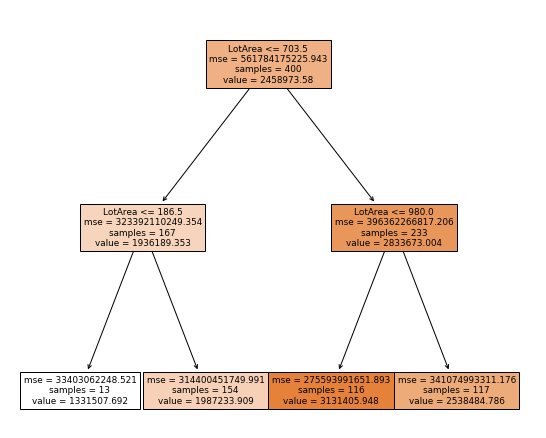 LotArea <= 703.5
mse = 561784175225.943
samples = 400
value = 2458973.58
LotArea <= 186.5
mse = 323392110249.354
samples = 167
value = 1936189.353
LotArea <= 980.0
mse = 396362266817.206
samples = 233
value = 2833673.004
mse = 33403062248.521
samples = 13
value = 1331507.692
mse = 314400451749.991
samples = 154
value = 1987233.909
mse = 275593991651.893
samples = 116
value = 3131405.948
mse = 341074993311.176
samples = 117
value = 2538484.786